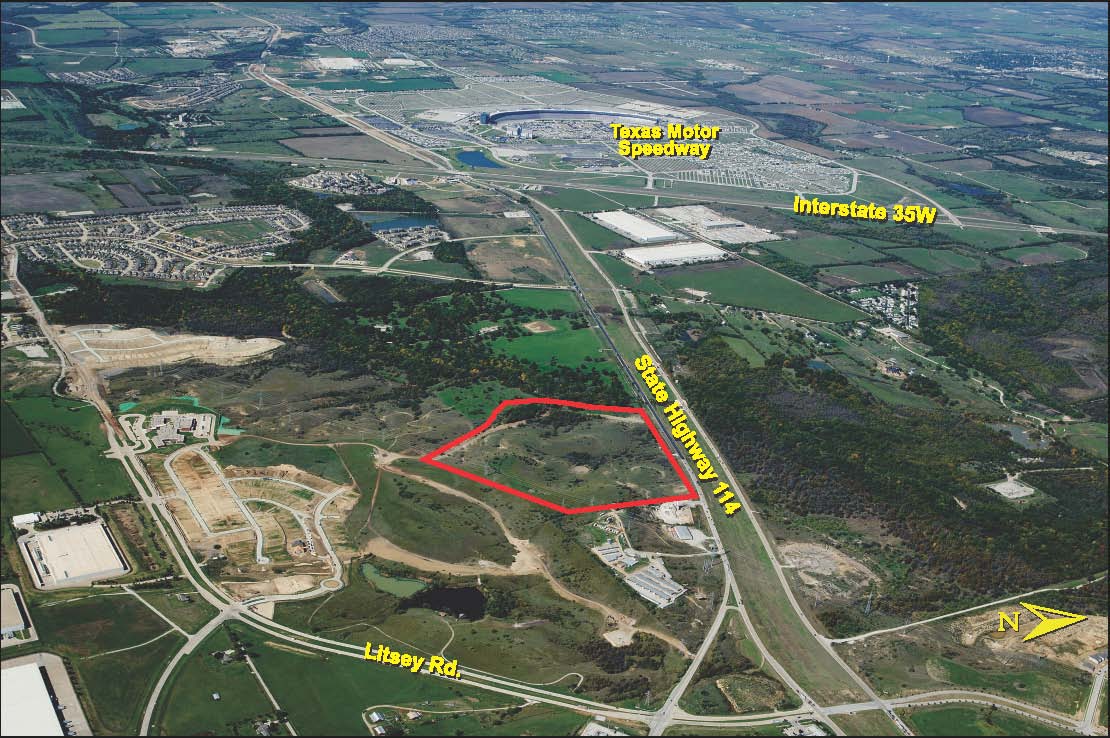 Texas Motor
Speedway
Interstate 35W
State Highway 114
N
Litsey Rd.